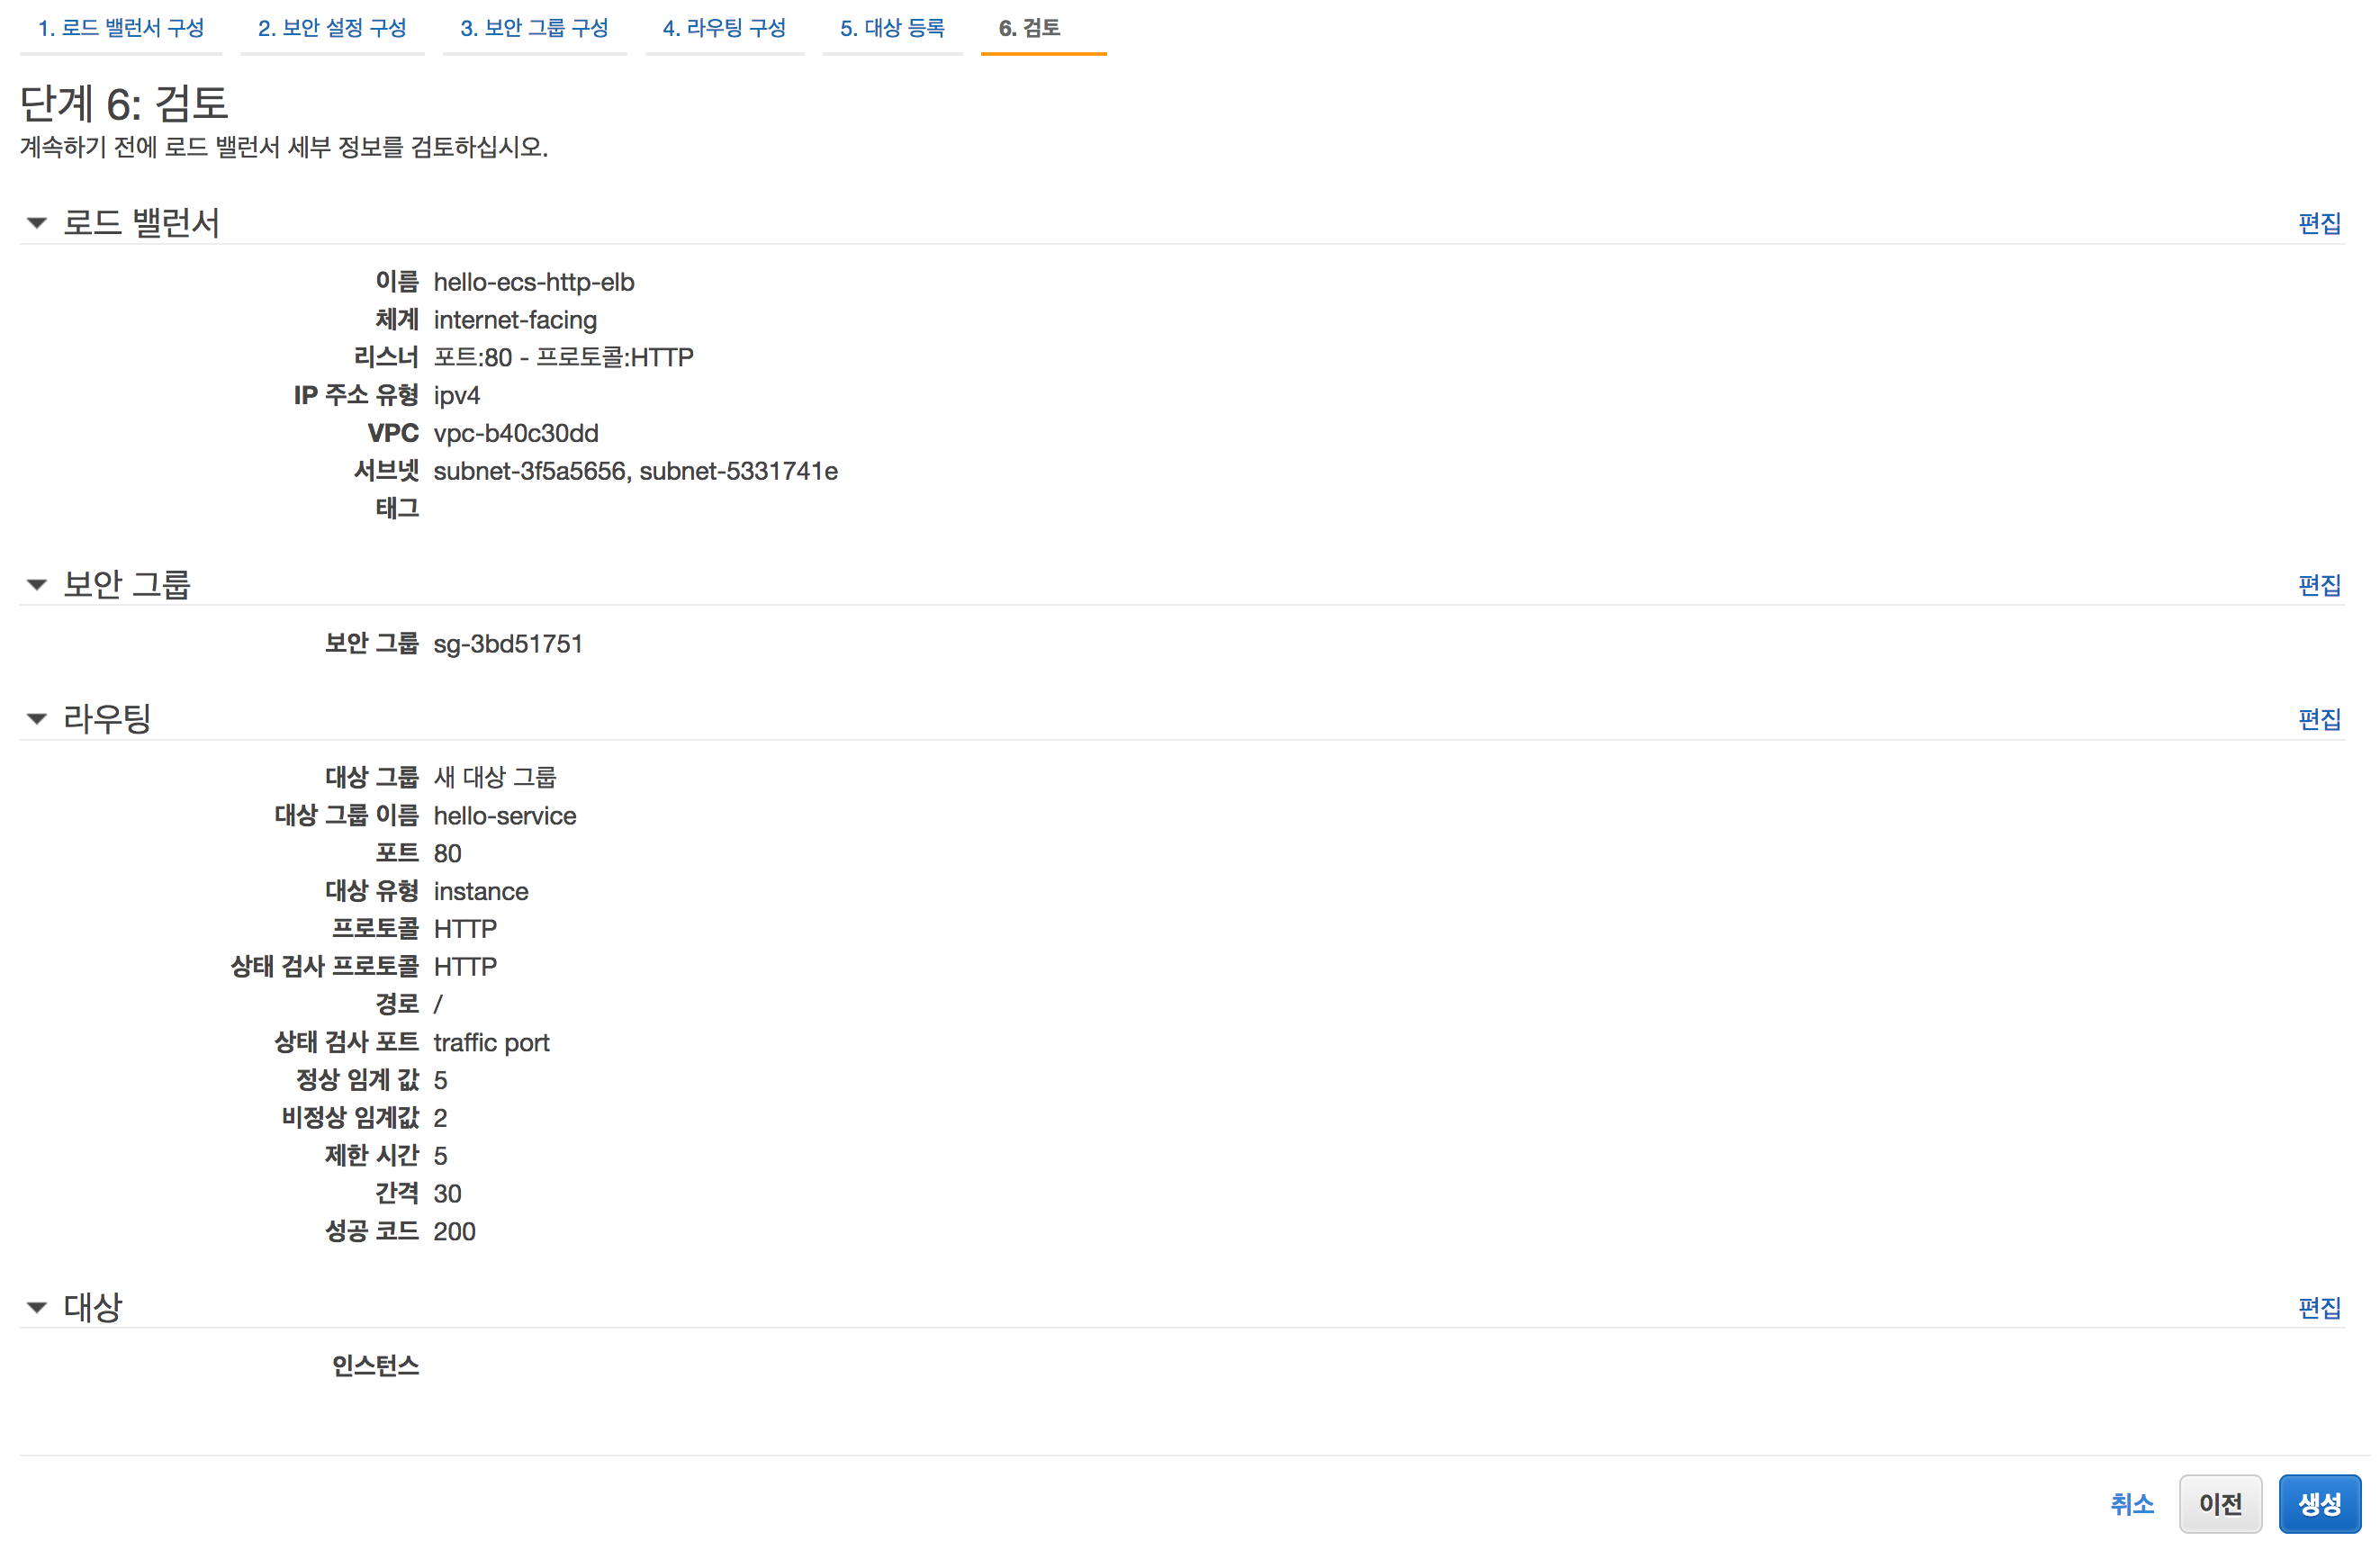 1. 로드 밸런서 구성 2. 보안 설정 구성 3. 보안 그룹 구성 4. 라우팅 구성 5. 대상 등록 6. 검토
단계 6: 검토
계속하기 전에 로드 밸런서 세부 정보를 검토하십시오.
로드 밸런서 편집
이름 hello-ecs-http-elb
체계 internet-facing
리스너 포트:80 - 프로토콜:HTTP
IP 주소 유형 ipv4
VPC vpc-b40c30dd
서브넷 subnet-3f5a5656, subnet-5331741e
태그
보안 그룹 편집
보안 그룹 sg-3bd51751
라우팅 편집
대상 그룹 새 대상 그룹
대상 그룹 이름 hello-service
포트 80
대상 유형 instance
프로토콜 HTTP
상태 검사 프로토콜 HTTP
경로 /
상태 검사 포트 traffic port
정상 임계 값 5
비정상 임계값 2
제한 시간 5
간격 30
성공 코드 200
대상 편집
인스턴스
취소 이전 생성